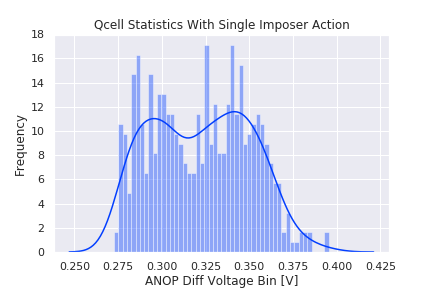 Qcell Statistics With Single Imposer Action
18
16
14
12
10
8
6
4
2
0
Frequency
0.250 0.275 0.300 0.325 0.350 0.375 0.400 0.425
ANOP Diff Voltage Bin [V]